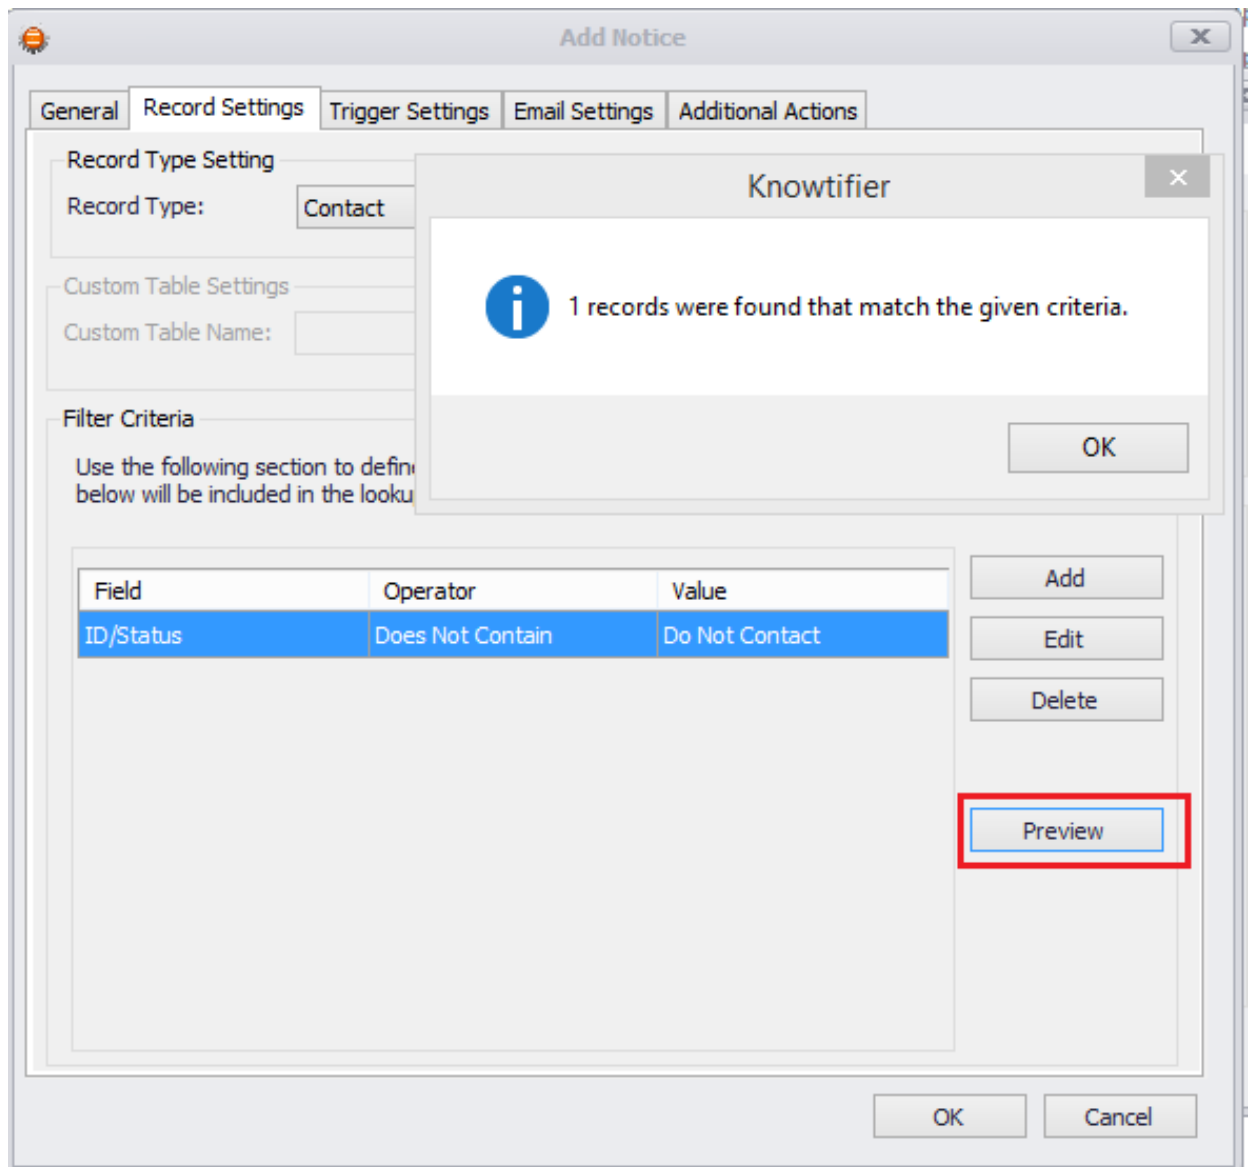 Add Notice
General Record Settings Trigger Settings Email Settings Additional Actions
Record Type Setting
Record Type: Contact
Knowtifier
1 records were found that match the given criteria.
OK
Custom Table Settings
Custom Table Name:
Filter Criteria
Use the following section to defin
below will be included in the looku
Field Operator Value
ID/Status Does Not Contain Do Not Contact
Add
Edit
Delete
Preview
OK Cancel